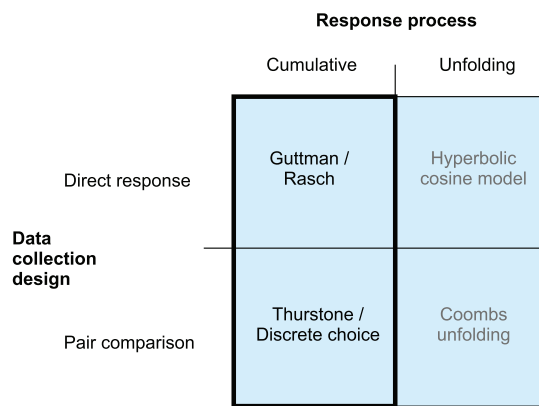 Response process
Cumulative
Unfolding
Direct response
Guttman /
Rasch
Hyperbolic
cosine model
Data
collection
design
Pair comparison
Thurstone /
Discrete choice
Coombs
unfolding